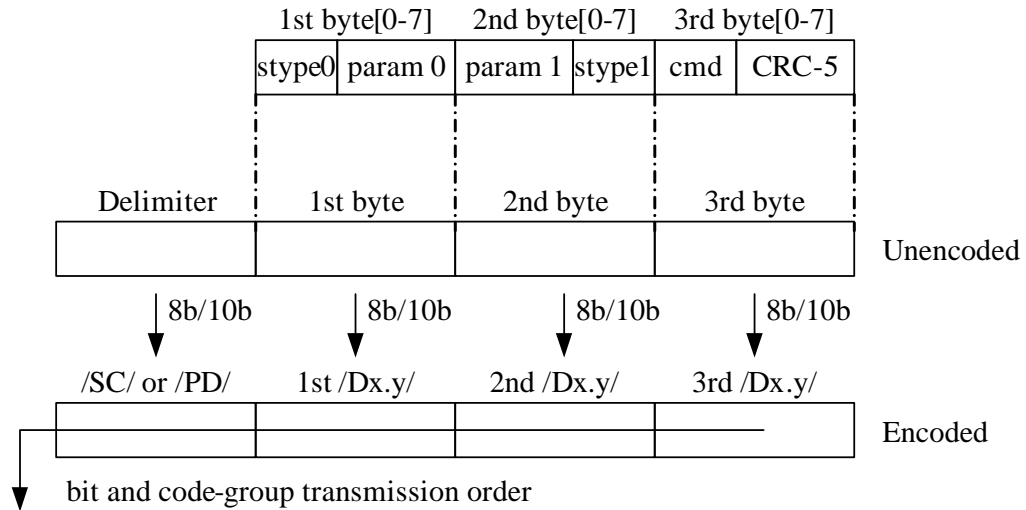 1st byte[0-7] 2nd byte[0-7] 3rd byte[0-7]
stype0 param 0 param 1 stype1 cmd CRC-5
Delimiter 1st byte 2nd byte 3rd byte
Unencoded
8b/10b 8b/10b 8b/10b 8b/10b
/SC/ or /PD/ 1st /Dx.y/ 2nd /Dx.y/ 3rd /Dx.y/
Encoded
bit and code-group transmission order